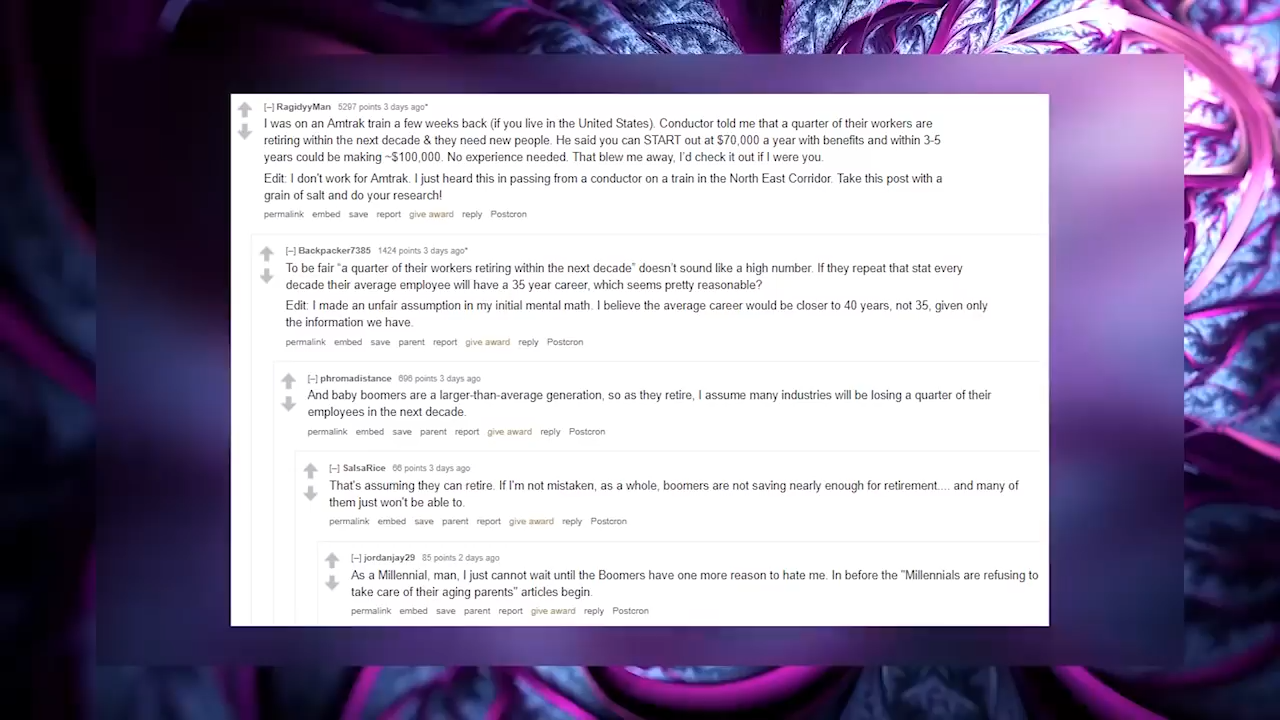 [–] RagidyyMan 5297 points 3 days ago*
I was on an Amtrak train a few weeks back (if you live in the United States). Conductor told me that a quarter of their workers are
retiring within the next decade & they need new people. He said you can START out at $70,000 a year with benefits and within 3-5
years could be making ~$100,000. No experience needed. That blew me away, I'd check it out if I were you.
Edit: I don't work for Amtrak. I just heard this in passing from a conductor on a train in the North East Corridor. Take this post with a
grain of salt and do your research!
permalink embed save report give award reply Postcron
[–] Backpacker7385 1424 points 3 days ago*
To be fair “a quarter of their workers retiring within the next decade” doesn't sound like a high number. If they repeat that stat every
decade their average employee will have a 35 year career, which seems pretty reasonable?
Edit: I made an unfair assumption in my initial mental math. I believe the average career would be closer to 40 years, not 35, given only
the information we have.
permalink embed save parent report give award reply Postcron
[–] phromadistance 696 points 3 days ago
And baby boomers are a larger-than-average generation, so as they retire, I assume many industries will be losing a quarter of their
employees in the next decade.
permalink embed save parent report give award reply Postcron
[–] SalsaRice 66 points 3 days ago
That's assuming they can retire. If I'm not mistaken, as a whole, boomers are not saving nearly enough for retirement.... and many of
them just won't be able to.
permalink embed save parent report give award reply Postcron
[–] jordanjay29 85 points 2 days ago
As a Millennial, man, I just cannot wait until the Boomers have one more reason to hate me. In before the "Millennials are refusing to
take care of their aging parents" articles begin.
permalink embed save parent report give award reply Postcron